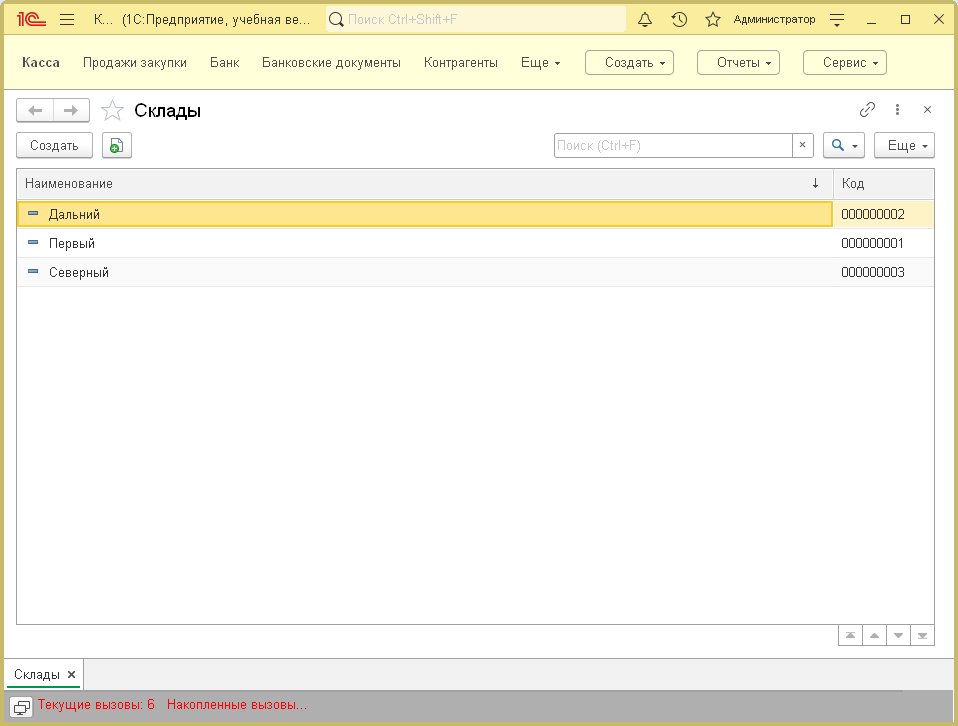 1С К... (1С:Предприятие, учебная ве... Поиск Ctrl+Shift+F Администратор
Касса Продажи закупки Банк Банковские документы Контрагенты Еще Создать Отчеты Сервис
Склады
Создать Поиск (Ctrl+F) × Еще
Наименование ↓ Код
Дальний 000000002
Первый 000000001
Северный 000000003
Склады ×
Текущие вызовы: 6 Накопленные вызовы...